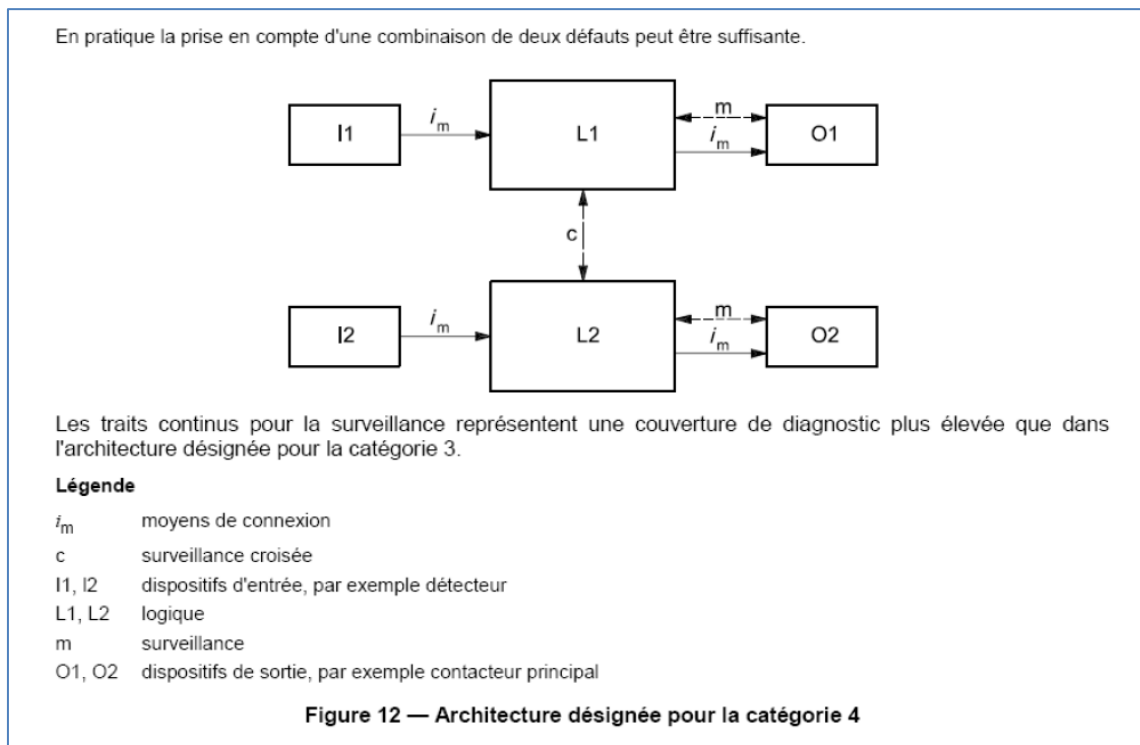 En pratique la prise en compte d'une combinaison de deux défauts peut être suffisante.
I1
im
L1
m
im
O1
c
I2
im
L2
m
im
O2
Les traits continus pour la surveillance représentent une couverture de diagnostic plus élevée que dans
l'architecture désignée pour la catégorie 3.
Légende
im moyens de connexion
c surveillance croisée
I1, I2 dispositifs d'entrée, par exemple détecteur
L1, L2 logique
m surveillance
O1, O2 dispositifs de sortie, par exemple contacteur principal
Figure 12 — Architecture désignée pour la catégorie 4